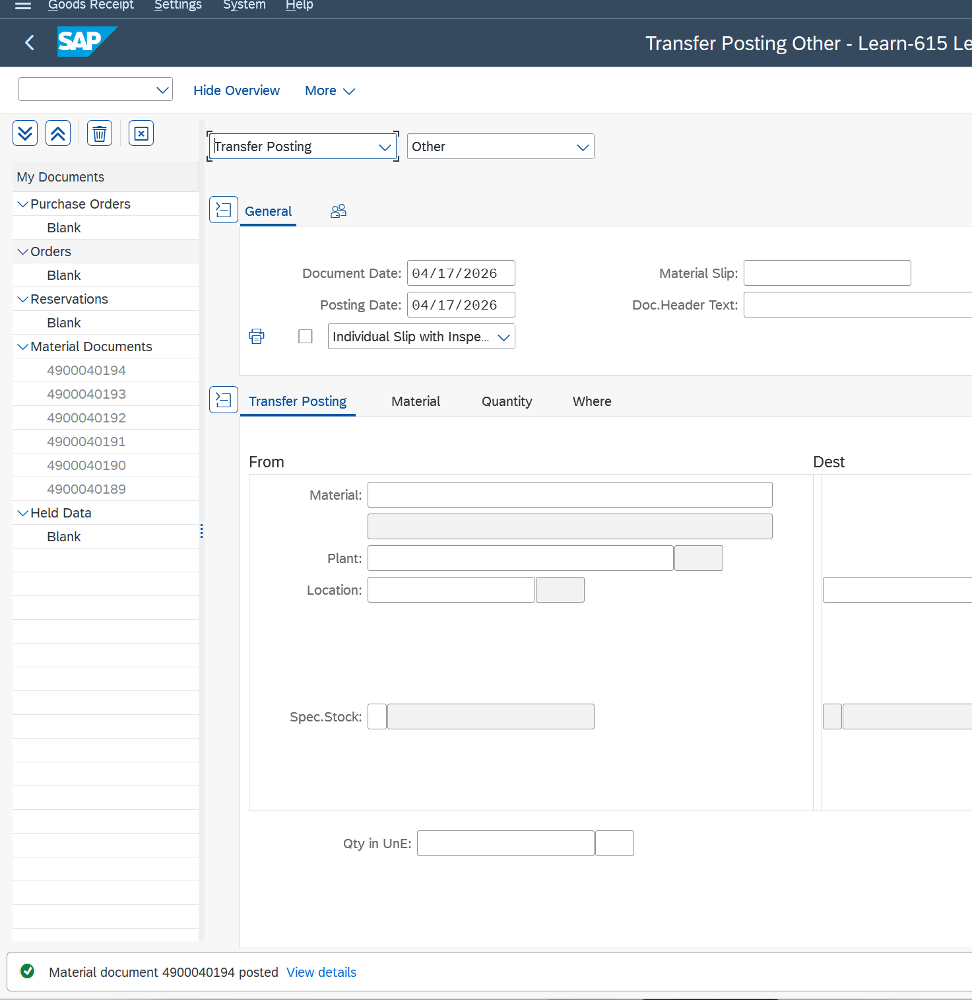 Goods Receipt Settings System Help
SAP
Transfer Posting Other - Learn-615 Le
Hide Overview More
Transfer Posting Other
My Documents
Purchase Orders
Blank
Orders
Blank
Reservations
Blank
Material Documents
4900040194
4900040193
4900040192
4900040191
4900040190
4900040189
Held Data
Blank
General
Document Date: 04/17/2026 Material Slip:
Posting Date: 04/17/2026 Doc.Header Text:
Individual Slip with Inspe...
Transfer Posting Material Quantity Where
From Dest
Material:
Plant:
Location:
Spec.Stock:
Qty in UnE:
Material document 4900040194 posted View details